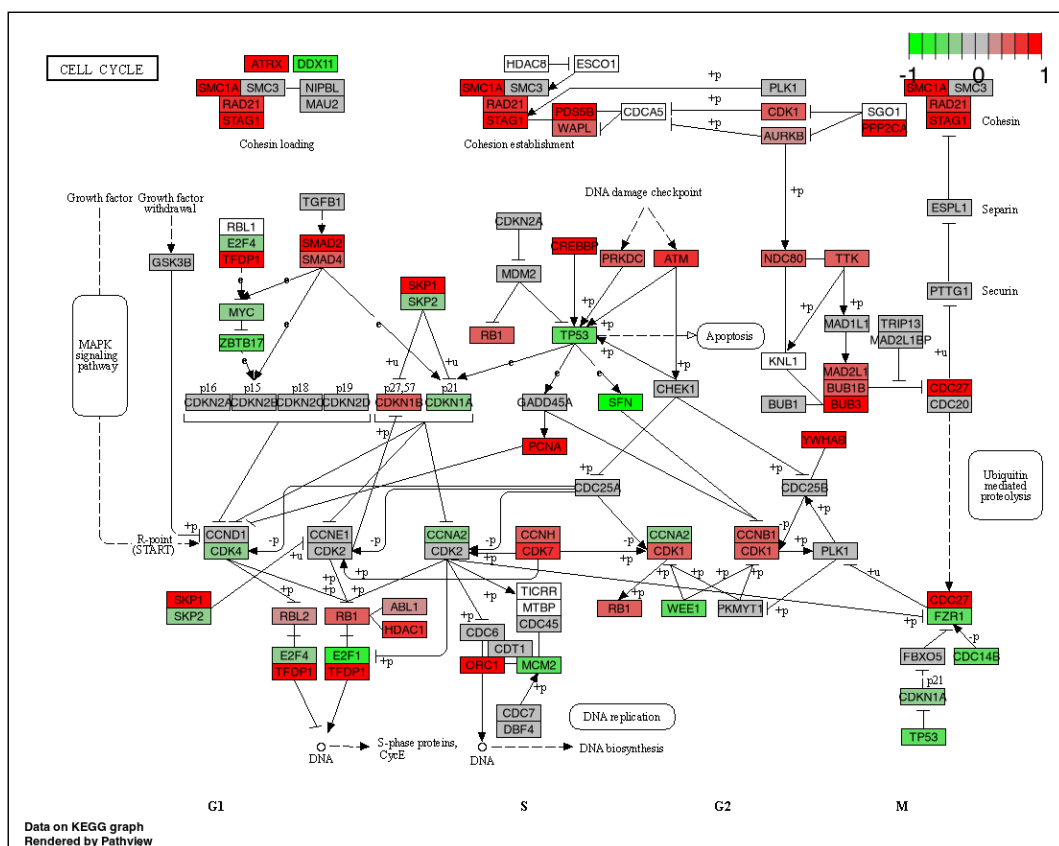 CELL CYCLE
-1 0 1
ATRX DDX11
SMC1A SMC3 NIPBL
MAU2
RAD21
STAG1
Cohesin loading
HDAC8 ESCO1
SMC1A SMC3
RAD21
STAG1
PDS5B
WAPL
CDCA5
Cohesion establishment
+p
+p
+p
PLK1
CDK1
AURKB
SGO1
PPP2CA
SMC1A SMC3
RAD21
STAG1
Cohesin
Growth factor
Growth factor
withdrawal
GSK3B
RBL1
E2F4
TFDP1
TGFB1
SMAD2
SMAD4
e
e
e
e
MYC
ZBTB17
SKP1
SKP2
+u
+u
CDKN2A
MDM2
RB1
DNA damage checkpoint
CREBBP
PRKDC
ATM
+p
+p
+p
+p
TP53
Apoptosis
e
e
e
+p
NDC80
TTK
+p
+p
MAD1L1
KNL1
MAD2L1
BUB1B
BUB1
BUB3
TRIP13
MAD2L1BP
ESPL1
Separin
PTTG1
Securin
+u
CDC27
CDC20
MAPK
signaling
pathway
p16 p15 p18 p19
CDKN2A CDKN2B CDKN2C CDKN2D
p27,57 p21
CDKN1B CDKN1A
GADD45A
SFN
CHEK1
+p
PCNA
YWHAB
+p
+p
CDC25A
CDC25B
Ubiquitin
mediated
proteolysis
R-point
(START)
+p
CCND1
CDK4
-p
CCNE1
CDK2
-p
CCNA2
CDK2
-p
CCNH
CDK7
+p
-p
CCNA2
CDK1
CCNB1
CDK1
-p
+p
+p
PLK1
+u
+u
+p
+p
+p
+p
+p
SKP1
SKP2
RBL2
RB1
ABL1
HDAC1
E2F4
TFDP1
E2F1
TFDP1
+p
+p
+p
TICRR
MTBP
CDC45
CDC6
CDT1
ORC1
MCM2
+p
CDC7
DBF4
RB1
WEE1
PKMYT1
+p
+p
+p
+p
CDC27
FZR1
-p
FBXO5
CDC14B
p21
CDKN1A
TP53
DNA replication
DNA
S-phase proteins,
CycE
DNA
DNA biosynthesis
G1 S G2 M
Data on KEGG graph
Rendered by Pathview